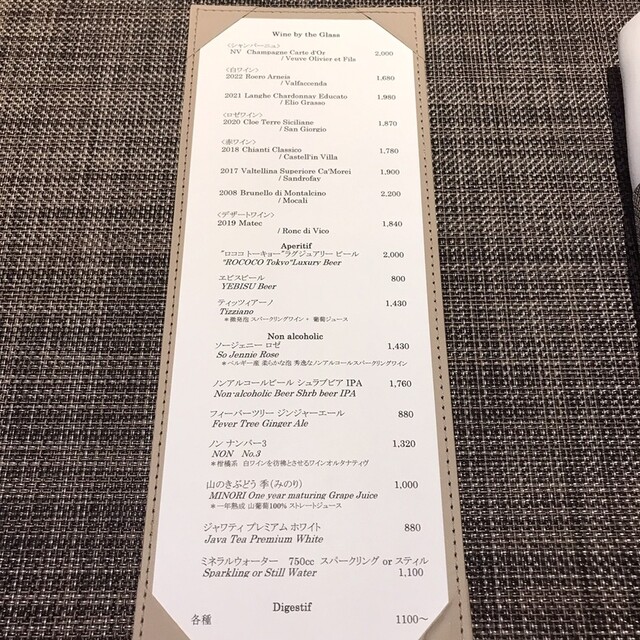 Wine by the Glass
〈シャンパーニュ〉
NV Champagne Carte d'Or 2,000
/ Veuve Olivier et Fils
〈白ワイン〉
2022 Roero Arneis 1,680
/ Valfaccenda
2021 Langhe Chardonnay Educato 1,980
/ Elio Grasso
〈ロゼワイン〉
2020 Cloe Terre Siciliane 1,870
/ San Giorgio
〈赤ワイン〉
2018 Chianti Classico 1,780
/ Castell'in Villa
2017 Valtellina Superiore Ca'Morei 1,900
/ Sandrofay
2008 Brunello di Montalcino 2,200
/ Mocali
〈デザートワイン〉
2019 Matec 1,840
/ Ronc di Vico
Aperitif
"ロココ トーキョー"ラグジュアリー ビール 2,000
"ROCOCO Tokyo"Luxury Beer
ヱビスビール 800
YEBISU Beer
ティッツィアーノ 1,430
Tizziano
＊微発泡 スパークリングワイン・ 葡萄ジュース
Non alcoholic
ソージェニー ロゼ 1,430
So Jennie Rose
＊ベルギー産 柔らかな泡 秀逸なノンアルコールスパークリングワイン
ノンアルコールビール シュラブビア IPA 1,760
Non-alcoholic Beer Shrb beer IPA
フィーバーツリー ジンジャーエール 880
Fever Tree Ginger Ale
ノン ナンバー3 1,320
NON No.3
＊柑橘系 白ワインを彷彿とさせるワインオルタナティヴ
山のきぶどう 季（みのり） 1,000
MINORI One year maturing Grape Juice
＊一年熟成 山葡萄100% ストレートジュース
ジャワティ プレミアム ホワイト 880
Java Tea Premium White
ミネラルウォーター 750cc スパークリング or スティル
Sparkling or Still Water 1,100
Digestif
各種 1100～